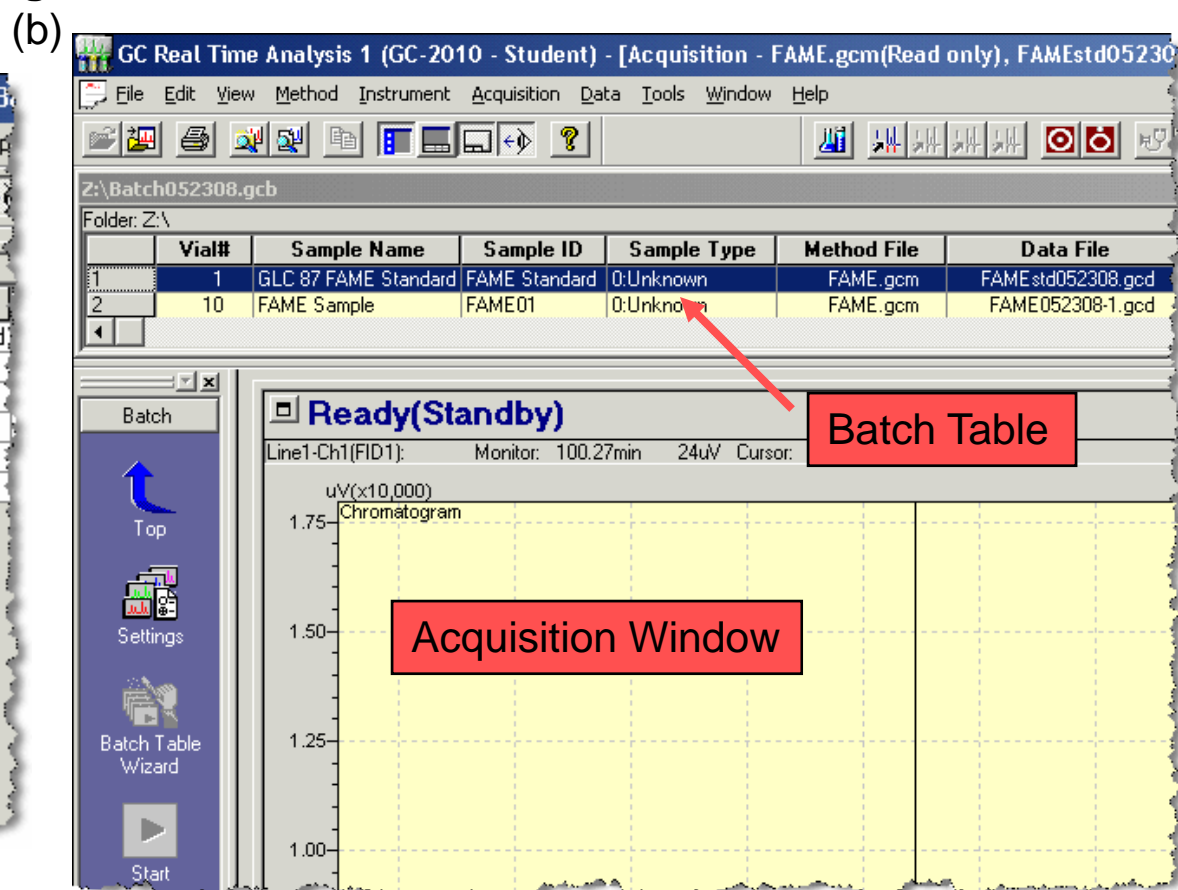 (b)
GC Real Time Analysis 1 (GC-2010 - Student) - [Acquisition - FAME.gcm(Read only), FAMEstd05230
File Edit View Method Instrument Acquisition Data Tools Window Help
Z:\Batch052308.gcb
Folder: Z:\
Vial# Sample Name Sample ID Sample Type Method File Data File
1 1 GLC 87 FAME Standard FAME Standard 0:Unknown FAME.gcm FAMEstd052308.gcd
2 10 FAME Sample FAME01 0:Unknown FAME.gcm FAME052308-1.gcd
Batch
Ready(Standby)
Batch Table
Line1-Ch1(FID1): Monitor: 100.27min 24uV Cursor:
uV(x10,000)
Chromatogram
1.75
Top
Acquisition Window
1.50
Settings
1.25
Batch Table
Wizard
1.00
Start